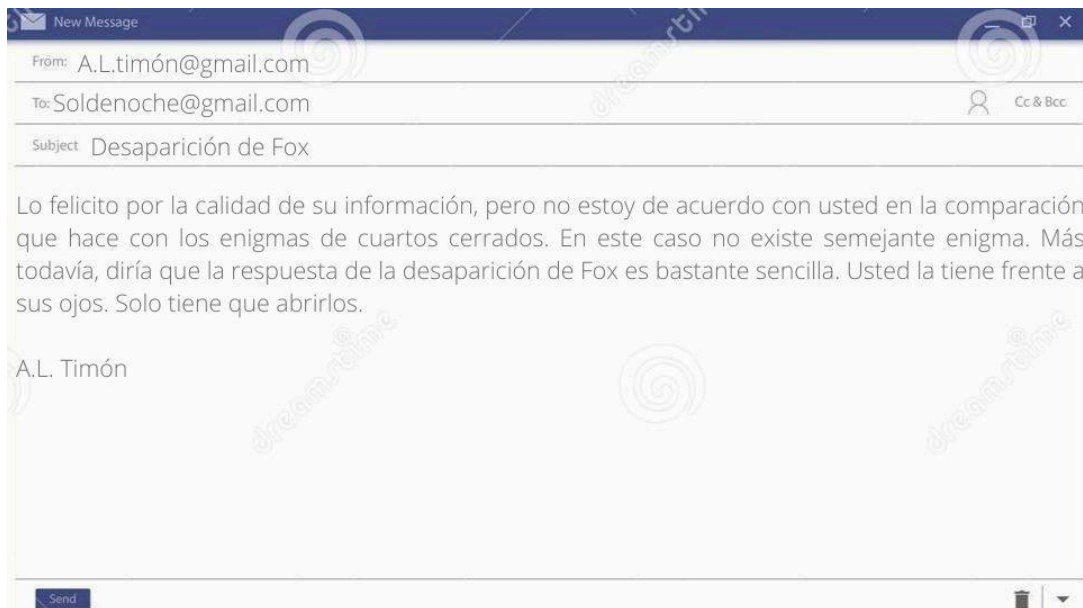 New Message
From: A.L.timón@gmail.com
To: Soldenoche@gmail.com
Cc & Bcc
Subject Desaparición de Fox
Lo felicito por la calidad de su información, pero no estoy de acuerdo con usted en la comparación
que hace con los enigmas de cuartos cerrados. En este caso no existe semejante enigma. Más
todavía, diría que la respuesta de la desaparición de Fox es bastante sencilla. Usted la tiene frente a
sus ojos. Solo tiene que abrirlos.
A.L. Timón
Send
dreamstime
dreamstime
dreamstime